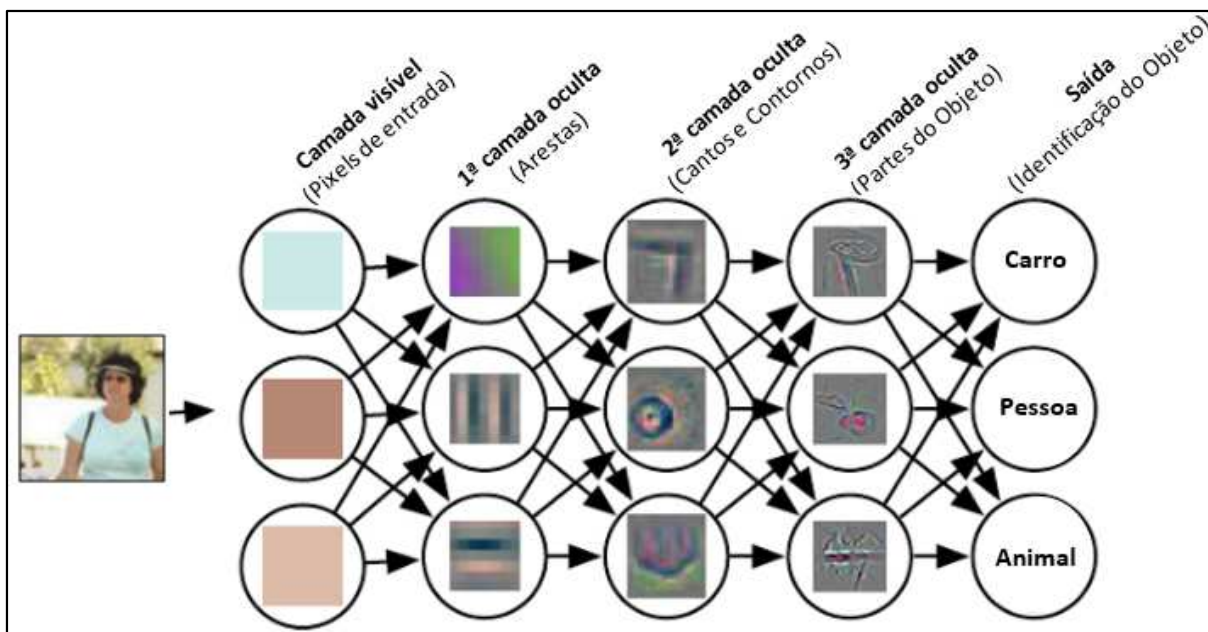 Camada visível
(Pixels de entrada)
1ª camada oculta
(Arestas)
2ª camada oculta
(Cantos e Contornos)
3ª camada oculta
(Partes do Objeto)
Saída
(Identificação do Objeto)
Carro
Pessoa
Animal